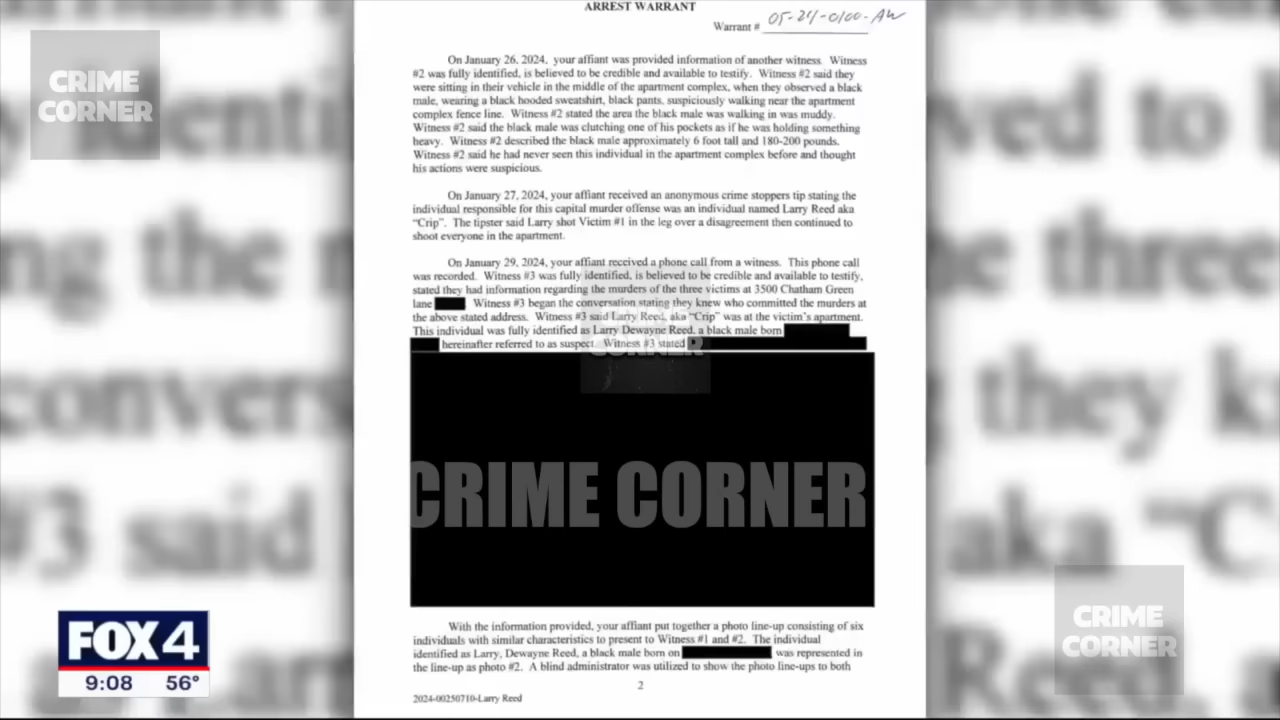 ARREST WARRANT
Warrant # 05-24-0100-AW
On January 26, 2024, your affiant was provided information of another witness. Witness
#2 was fully identified, is believed to be credible and available to testify. Witness #2 said they
were sitting in their vehicle in the middle of the apartment complex, when they observed a black
male, wearing a black hooded sweatshirt, black pants, suspiciously walking near the apartment
complex fence line. Witness #2 stated the area the black male was walking in was muddy.
Witness #2 said the black male was clutching one of his pockets as if he was holding something
heavy. Witness #2 described the black male approximately 6 foot tall and 180-200 pounds.
Witness #2 said he had never seen this individual in the apartment complex before and thought
his actions were suspicious.
On January 27, 2024, your affiant received an anonymous crime stoppers tip stating the
individual responsible for this capital murder offense was an individual named Larry Reed aka
“Crip”. The tipster said Larry shot Victim #1 in the leg over a disagreement then continued to
shoot everyone in the apartment.
On January 29, 2024, your affiant received a phone call from a witness. This phone call
was recorded. Witness #3 was fully identified, is believed to be credible and available to testify,
stated they had information regarding the murders of the three victims at 3500 Chatham Green
lane Witness #3 began the conversation stating they knew who committed the murders at
the above stated address. Witness #3 said Larry Reed, aka “Crip” was at the victim’s apartment.
This individual was fully identified as Larry Dewayne Reed, a black male born
hereinafter referred to as suspect. Witness #3 stated
With the information provided, your affiant put together a photo line-up consisting of six
individuals with similar characteristics to present to Witness #1 and #2. The individual
identified as Larry, Dewayne Reed, a black male born on was represented in
the line-up as photo #2. A blind administrator was utilized to show the photo line-ups to both
2
2024-00250710-Larry Reed
CRIME
CORNER
CORNER
CRIME CORNER
CRIME
CORNER
FOX 4
9:08 56°
#3 said
aka “C
convers
they k
Reed, a